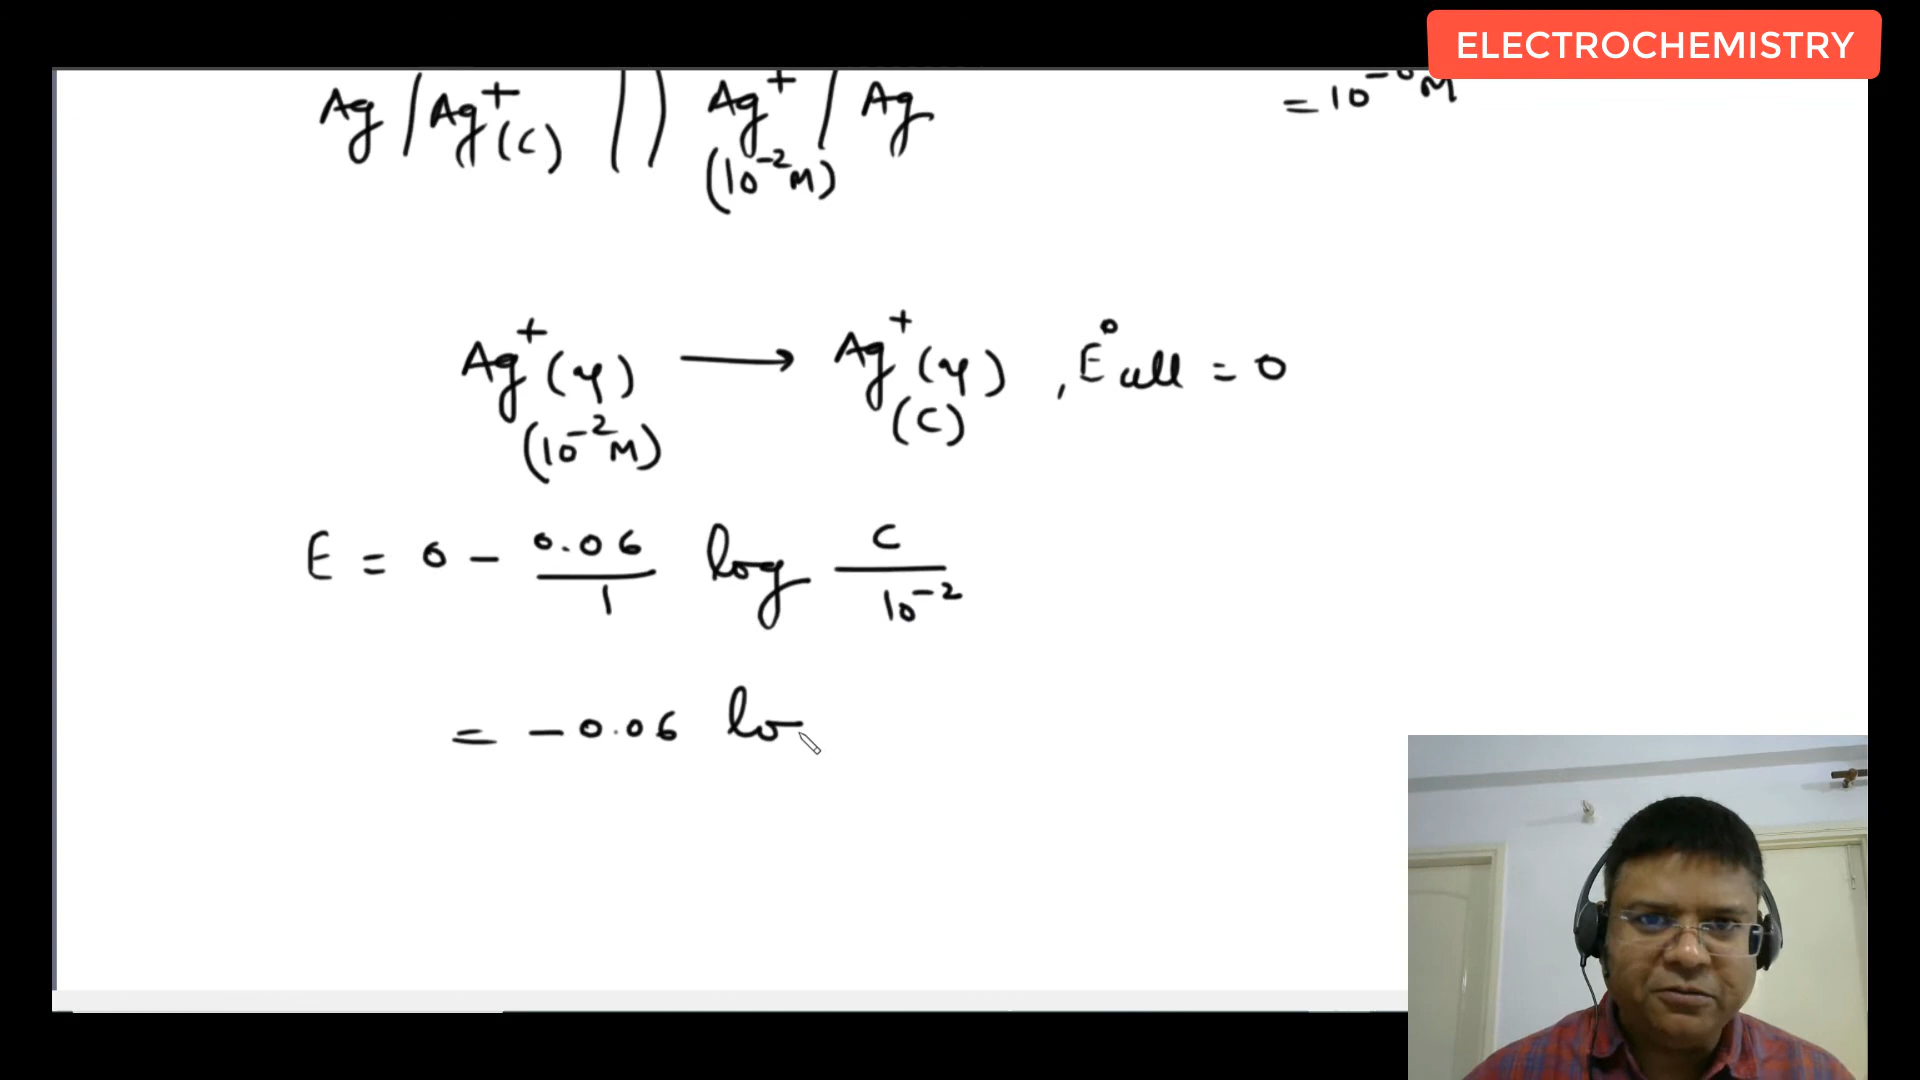 ELECTROCHEMISTRY
Ag / Ag⁺(C) || Ag⁺ / Ag
(10⁻²M)
Ag⁺(aq) ⟶ Ag⁺(aq) , E°cell = 0
(10⁻²M) (C)
E = 0 - 0.06/1 log C/10⁻²
= - 0.06 lo